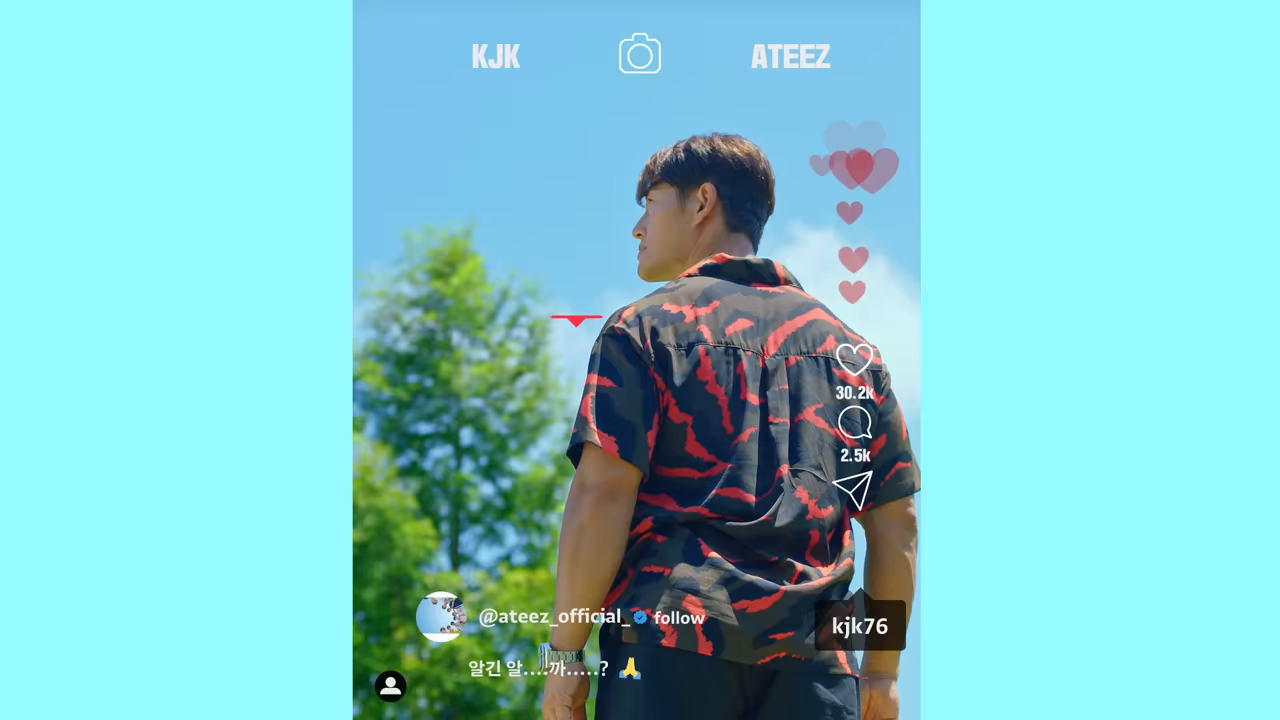 KJK
ATEEZ
30.2k
2.5k
@ateez_official_ follow
kjk76
알긴 알....까.....? 🙏